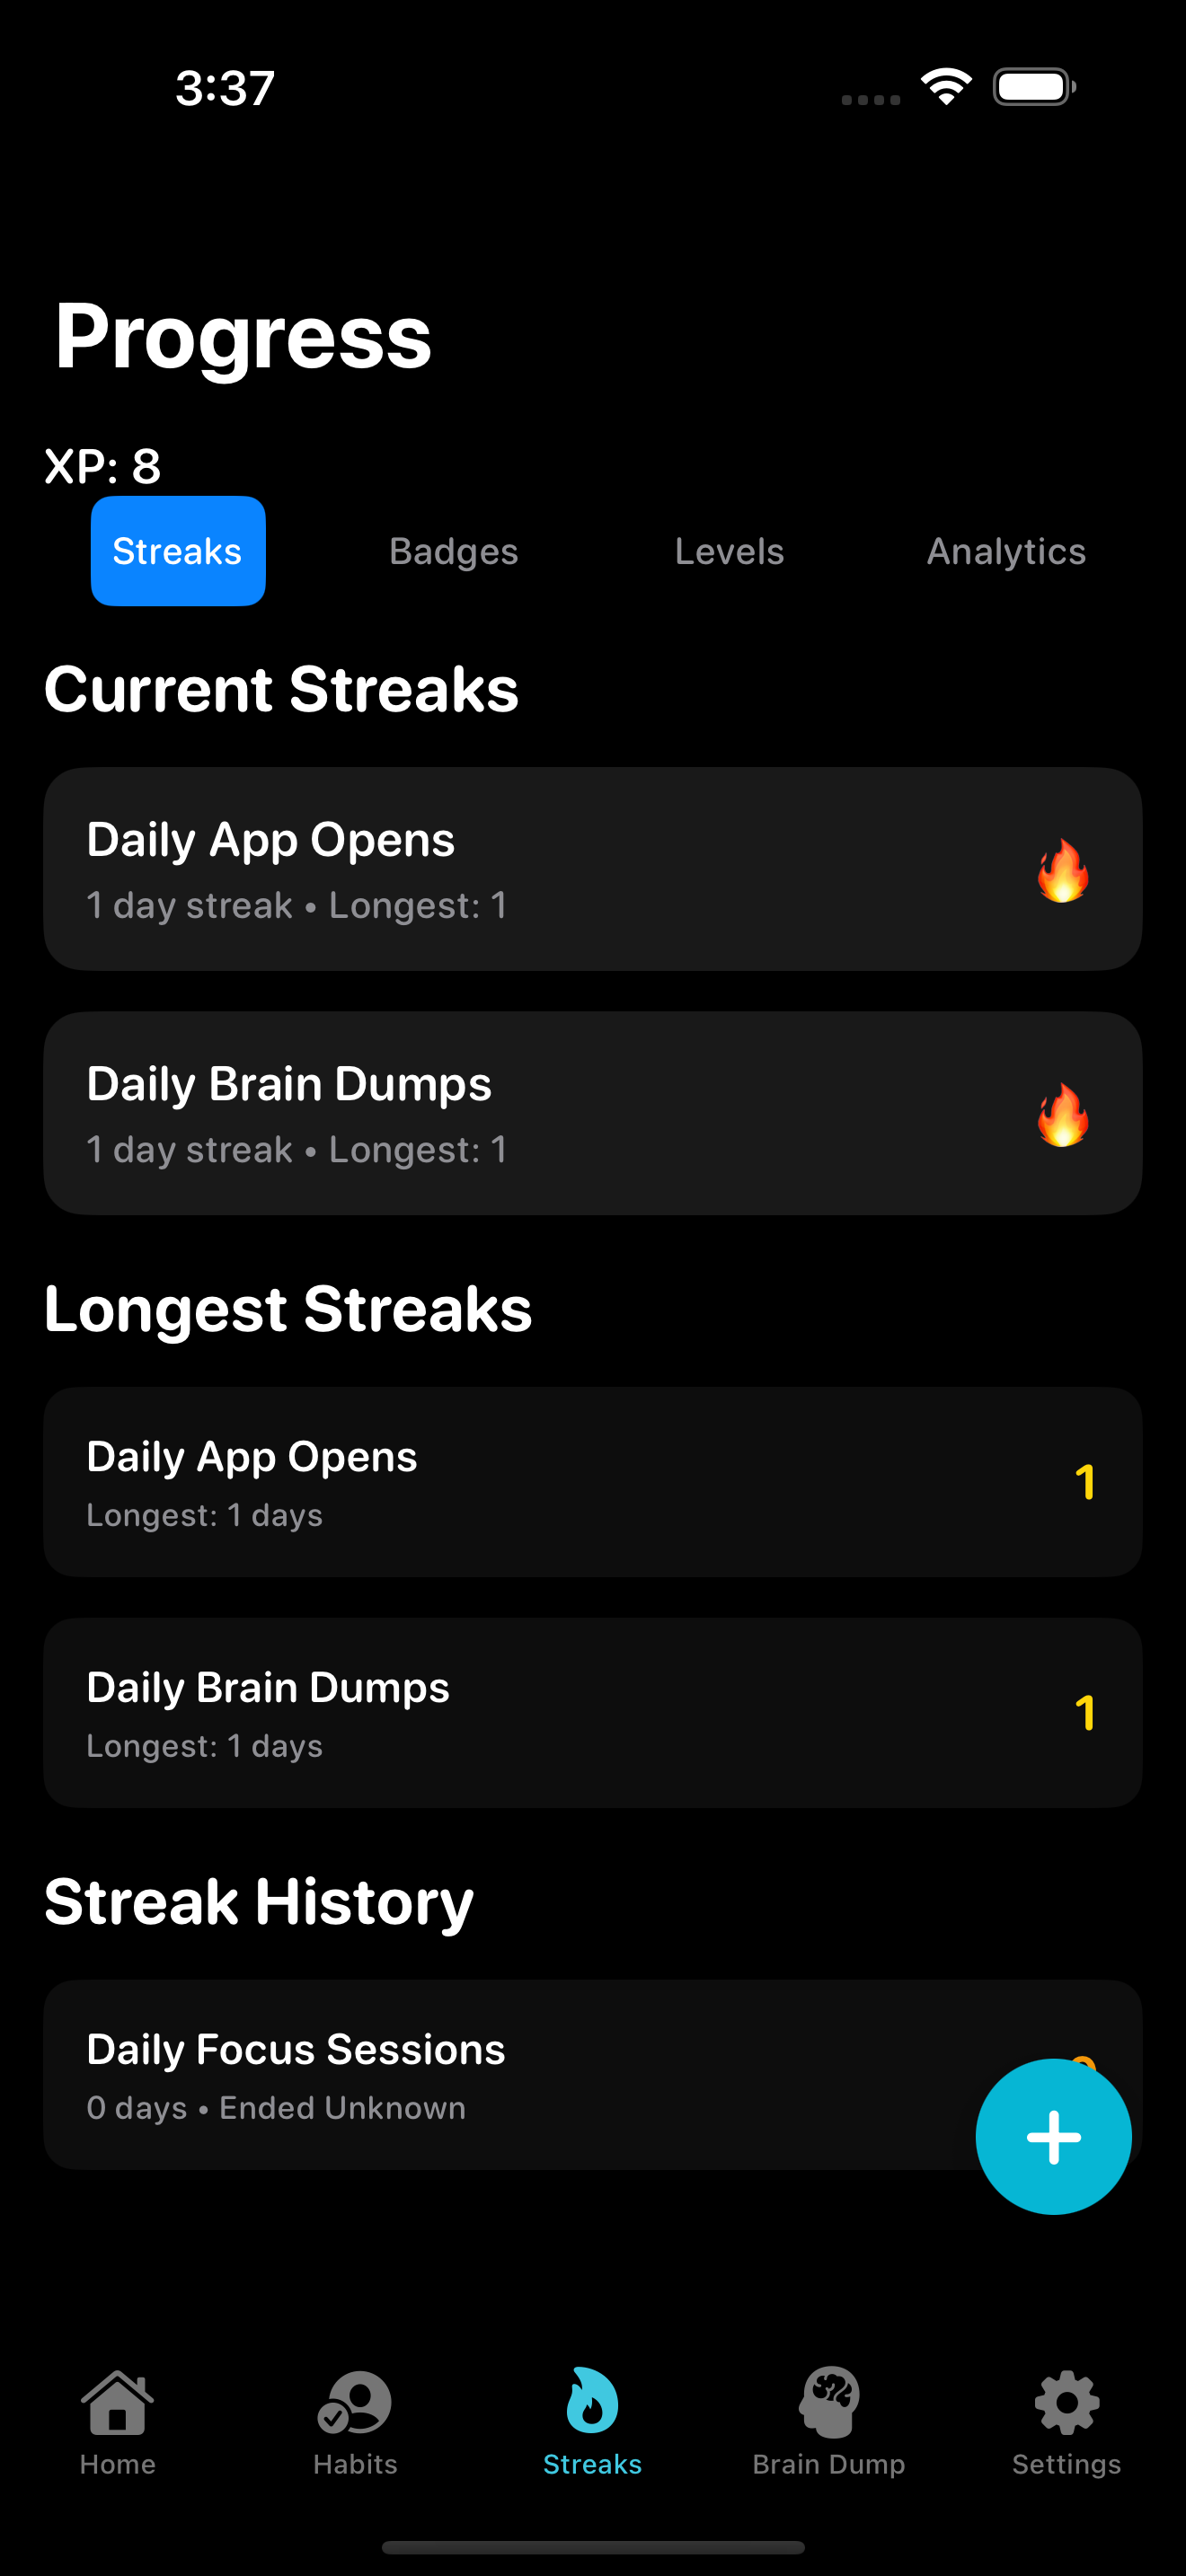 3:37
Progress
XP: 8
Streaks Badges Levels Analytics
Current Streaks
Daily App Opens
1 day streak • Longest: 1
Daily Brain Dumps
1 day streak • Longest: 1
Longest Streaks
Daily App Opens
Longest: 1 days
1
Daily Brain Dumps
Longest: 1 days
1
Streak History
Daily Focus Sessions
0 days • Ended Unknown
Home Habits Streaks Brain Dump Settings